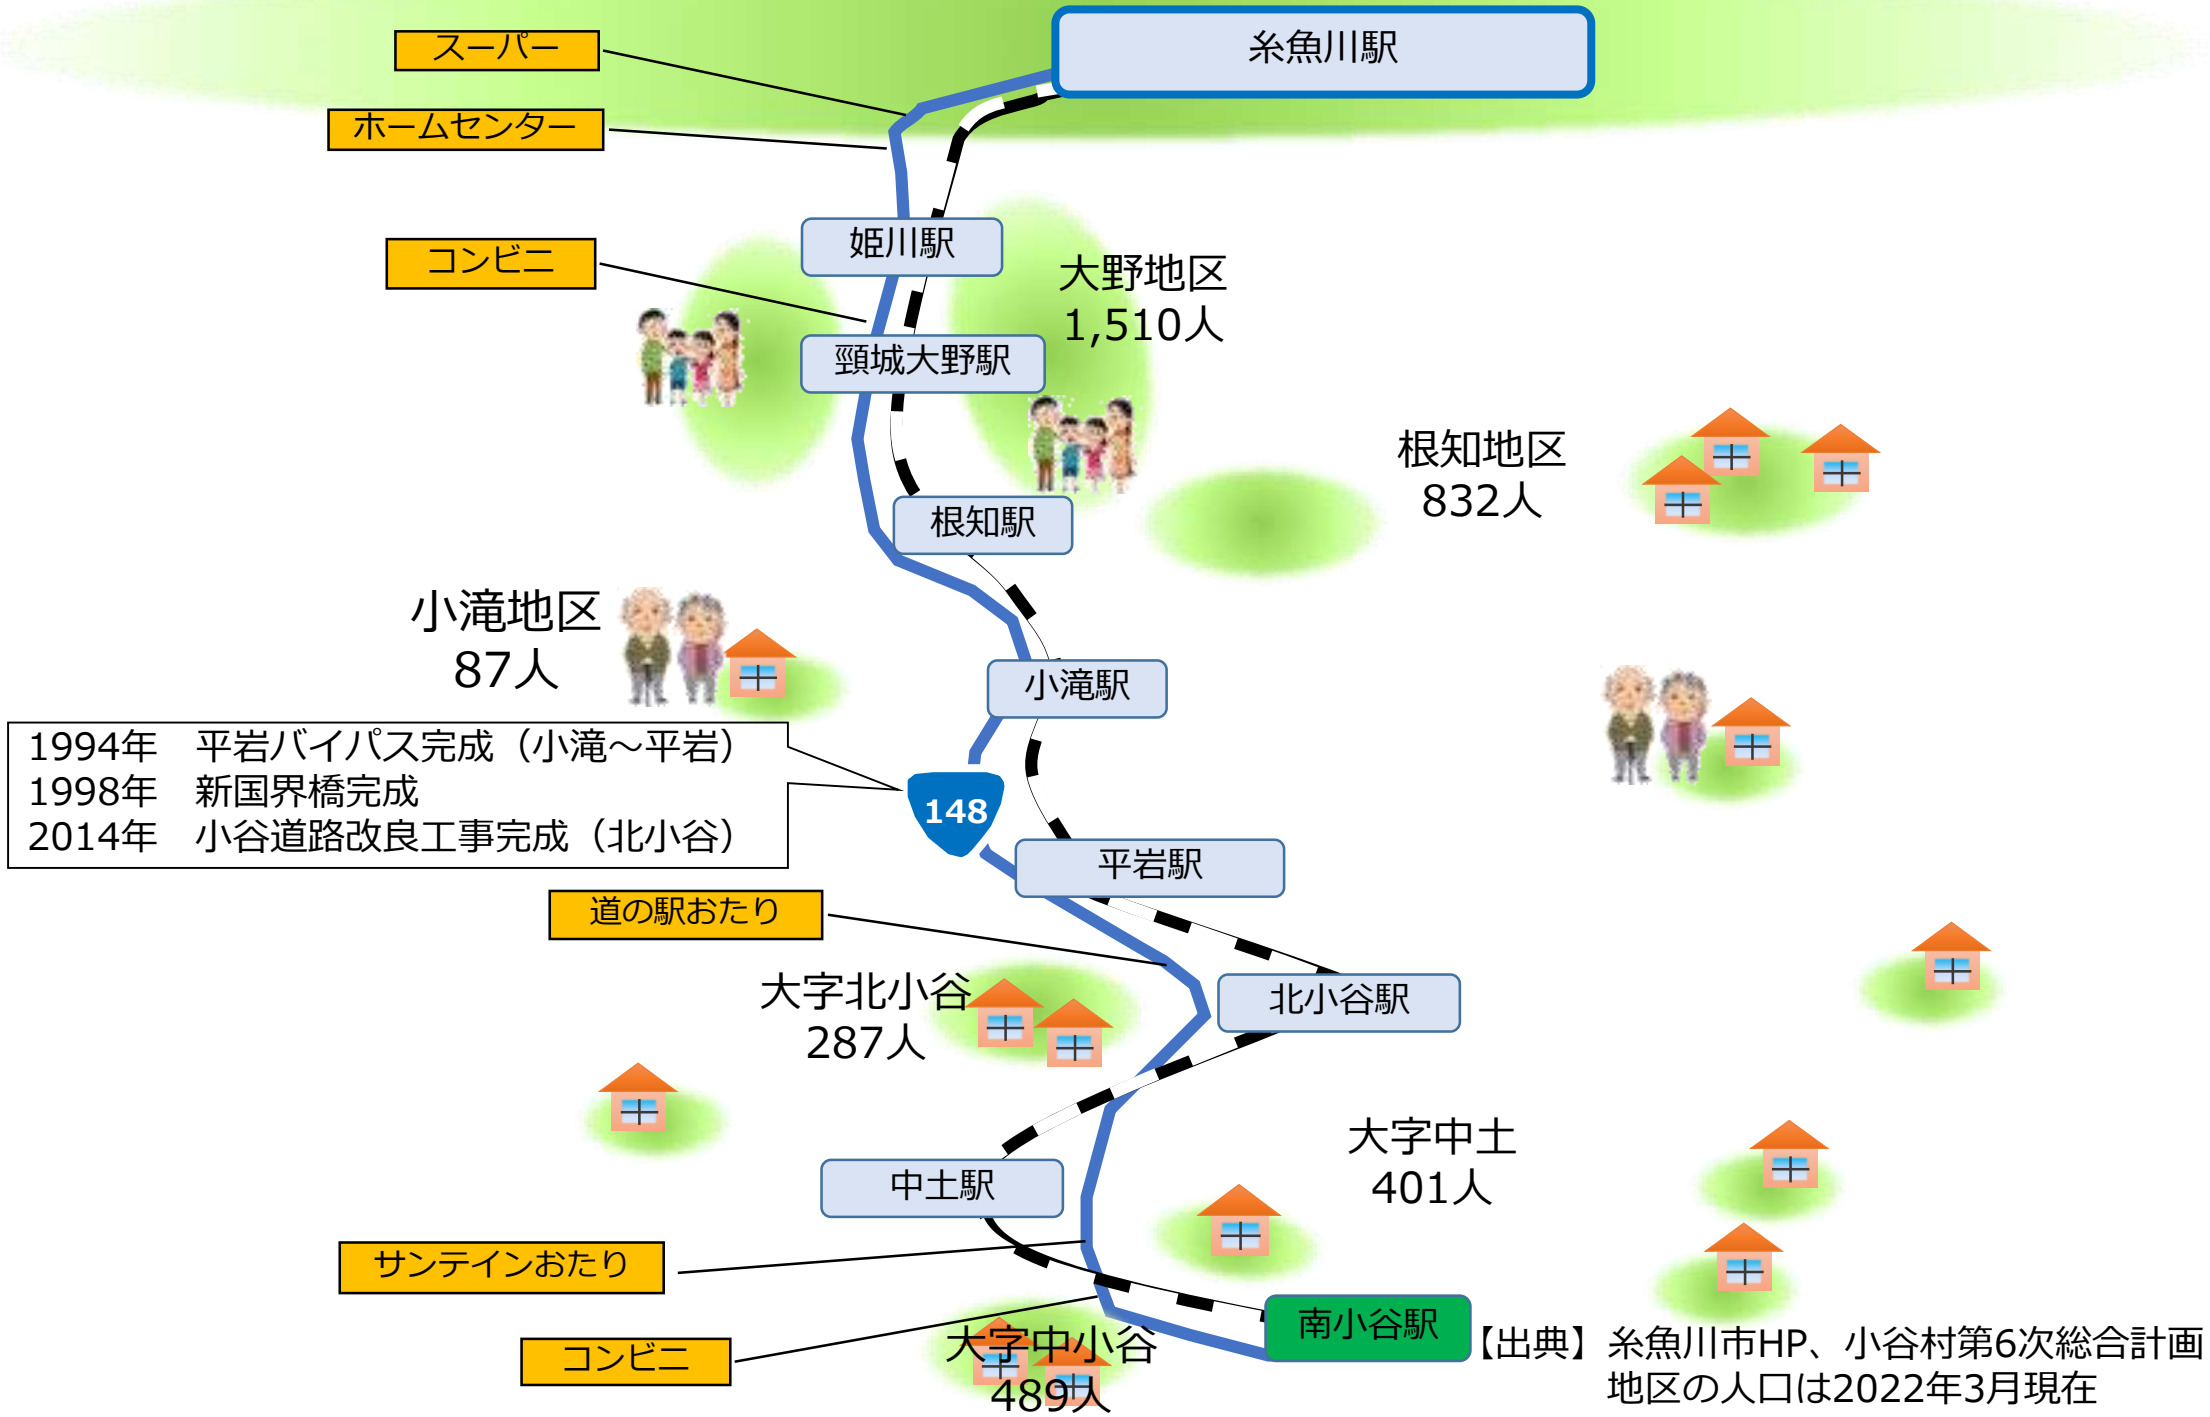 糸魚川駅
スーパー
ホームセンター
姫川駅
コンビニ
大野地区
1,510人
頸城大野駅
根知地区
832人
根知駅
小滝地区
87人
小滝駅
1994年　平岩バイパス完成（小滝～平岩）
1998年　新国界橋完成
2014年　小谷道路改良工事完成（北小谷）
148
平岩駅
道の駅おたり
大字北小谷
287人
北小谷駅
大字中土
401人
中土駅
サンテインおたり
南小谷駅
コンビニ
大字中小谷
489人
【出典】糸魚川市HP、小谷村第6次総合計画
地区の人口は2022年3月現在